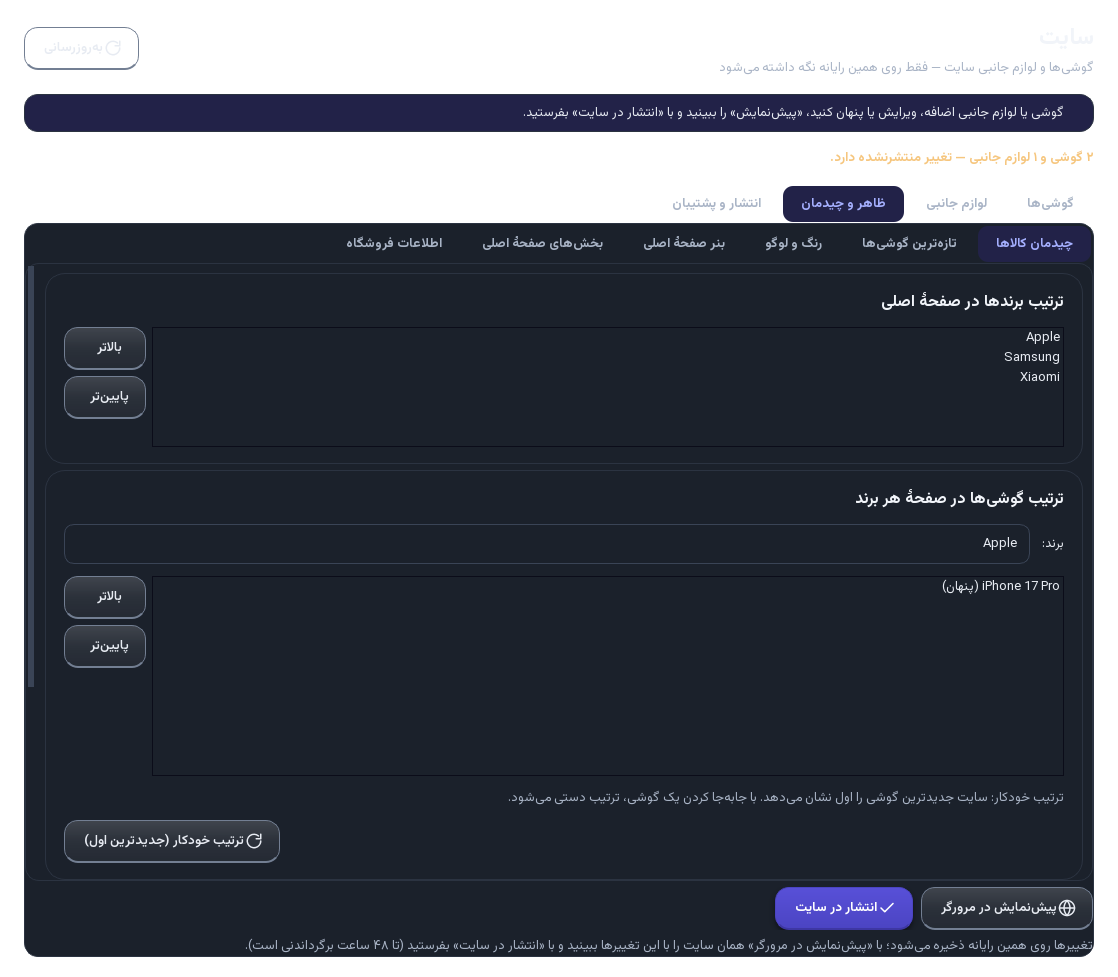 سایت
به‌روزرسانی
گوشی‌ها و لوازم جانبی سایت — فقط روی همین رایانه نگه داشته می‌شود
گوشی یا لوازم جانبی اضافه، ویرایش یا پنهان کنید، «پیش‌نمایش» را ببینید و با «انتشار در سایت» بفرستید.
۲ گوشی و ۱ لوازم جانبی — تغییر منتشرنشده دارد.
گوشی‌ها
لوازم جانبی
ظاهر و چیدمان
انتشار و پشتیبان
چیدمان کالاها
تازه‌ترین گوشی‌ها
رنگ و لوگو
بنر صفحهٔ اصلی
بخش‌های صفحهٔ اصلی
اطلاعات فروشگاه
ترتیب برندها در صفحهٔ اصلی
Apple
Samsung
Xiaomi
بالاتر
پایین‌تر
ترتیب گوشی‌ها در صفحهٔ هر برند
برند:
Apple
iPhone 17 Pro (پنهان)
بالاتر
پایین‌تر
ترتیب خودکار: سایت جدیدترین گوشی را اول نشان می‌دهد. با جابه‌جا کردن یک گوشی، ترتیب دستی می‌شود.
ترتیب خودکار (جدیدترین اول)
پیش‌نمایش در مرورگر
انتشار در سایت
تغییرها روی همین رایانه ذخیره می‌شود؛ با «پیش‌نمایش در مرورگر» همان سایت را با این تغییرها ببینید و با «انتشار در سایت» بفرستید (تا ۴۸ ساعت برگرداندنی است).